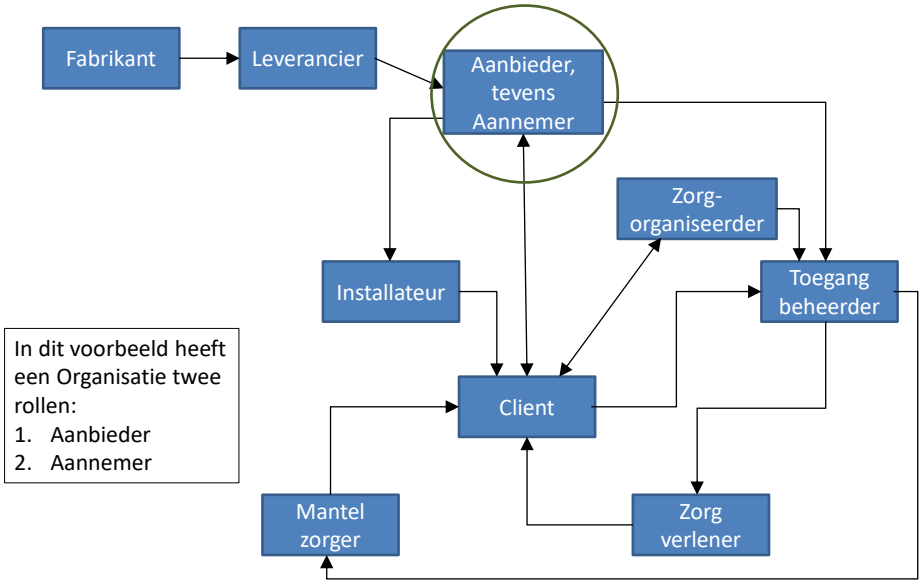 Fabrikant
Leverancier
Aanbieder,
tevens
Aannemer
Zorg-
organiseerder
Installateur
Toegang
beheerder
In dit voorbeeld heeft
een Organisatie twee
rollen:
1. Aanbieder
2. Aannemer
Client
Mantel
zorger
Zorg
verlener